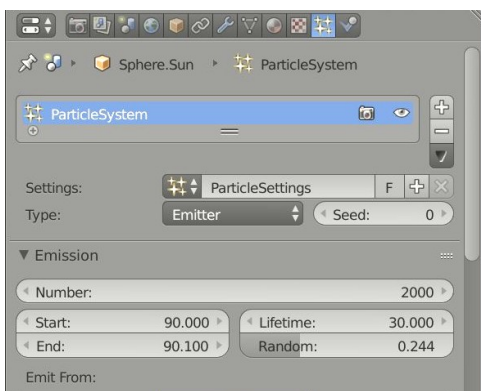 Sphere.Sun ParticleSystem
ParticleSystem
Settings: ParticleSettings F
Type: Emitter Seed: 0
Emission
Number: 2000
Start: 90.000 Lifetime: 30.000
End: 90.100 Random: 0.244
Emit From: